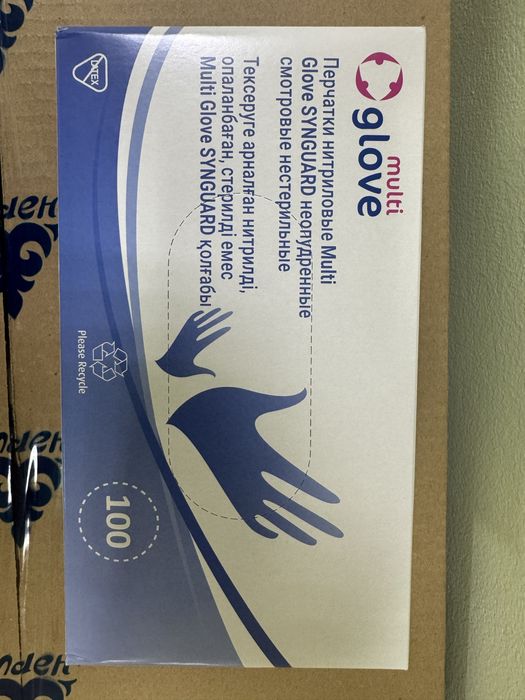 multi
glove
Перчатки нитриловые Multi
Glove SYNGUARD неопудренные
смотровые нестерильные
Тексеруге арналған нитрилді,
опаланбаған, стерилді емес
Multi Glove SYNGUARD қолғабы
LATEX
Please Recycle
100